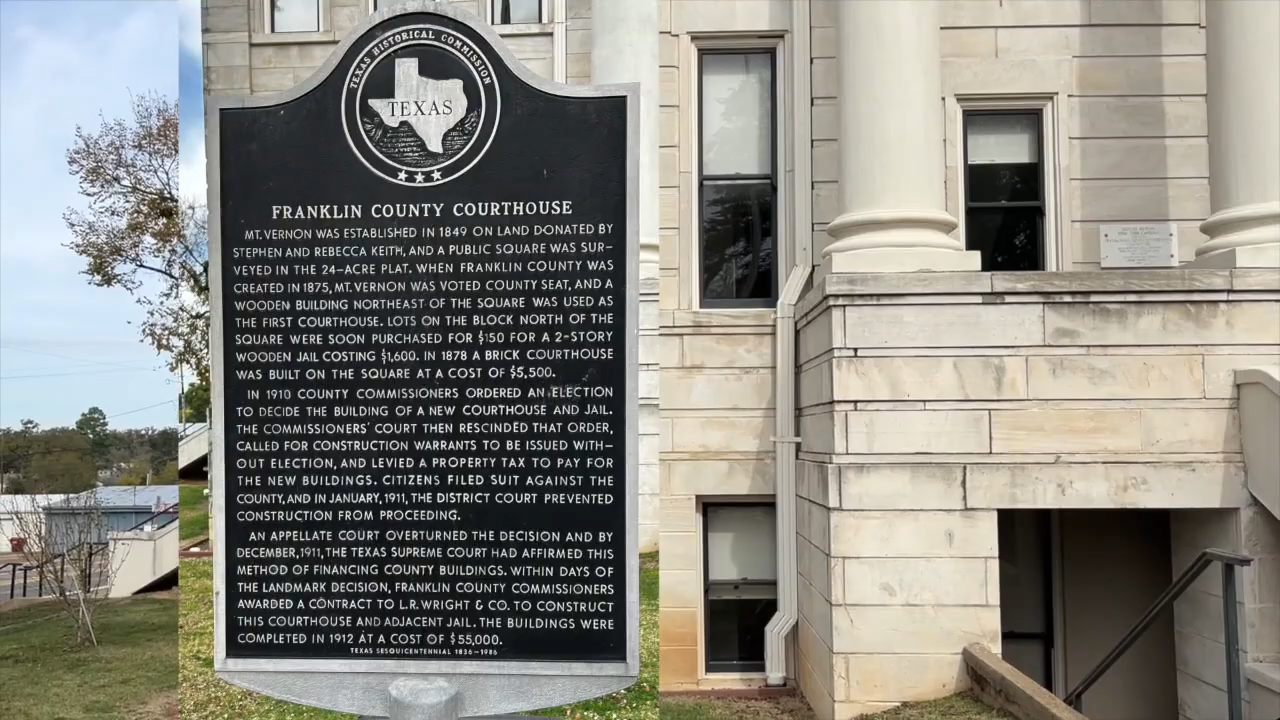 TEXAS HISTORICAL COMMISSION
TEXAS
FRANKLIN COUNTY COURTHOUSE
MT. VERNON WAS ESTABLISHED IN 1849 ON LAND DONATED BY
STEPHEN AND REBECCA KEITH, AND A PUBLIC SQUARE WAS SUR-
VEYED IN THE 24-ACRE PLAT. WHEN FRANKLIN COUNTY WAS
CREATED IN 1875, MT. VERNON WAS VOTED COUNTY SEAT, AND A
WOODEN BUILDING NORTHEAST OF THE SQUARE WAS USED AS
THE FIRST COURTHOUSE. LOTS ON THE BLOCK NORTH OF THE
SQUARE WERE SOON PURCHASED FOR $150 FOR A 2-STORY
WOODEN JAIL COSTING $1,600. IN 1878 A BRICK COURTHOUSE
WAS BUILT ON THE SQUARE AT A COST OF $5,500.
IN 1910 COUNTY COMMISSIONERS ORDERED AN ELECTION
TO DECIDE THE BUILDING OF A NEW COURTHOUSE AND JAIL.
THE COMMISSIONERS' COURT THEN RESCINDED THAT ORDER,
CALLED FOR CONSTRUCTION WARRANTS TO BE ISSUED WITH-
OUT ELECTION, AND LEVIED A PROPERTY TAX TO PAY FOR
THE NEW BUILDINGS. CITIZENS FILED SUIT AGAINST THE
COUNTY, AND IN JANUARY, 1911, THE DISTRICT COURT PREVENTED
CONSTRUCTION FROM PROCEEDING.
AN APPELLATE COURT OVERTURNED THE DECISION AND BY
DECEMBER, 1911, THE TEXAS SUPREME COURT HAD AFFIRMED THIS
METHOD OF FINANCING COUNTY BUILDINGS. WITHIN DAYS OF
THE LANDMARK DECISION, FRANKLIN COUNTY COMMISSIONERS
AWARDED A CONTRACT TO L.R. WRIGHT & CO. TO CONSTRUCT
THIS COURTHOUSE AND ADJACENT JAIL. THE BUILDINGS WERE
COMPLETED IN 1912 AT A COST OF $55,000.
TEXAS SESQUICENTENNIAL 1836-1986